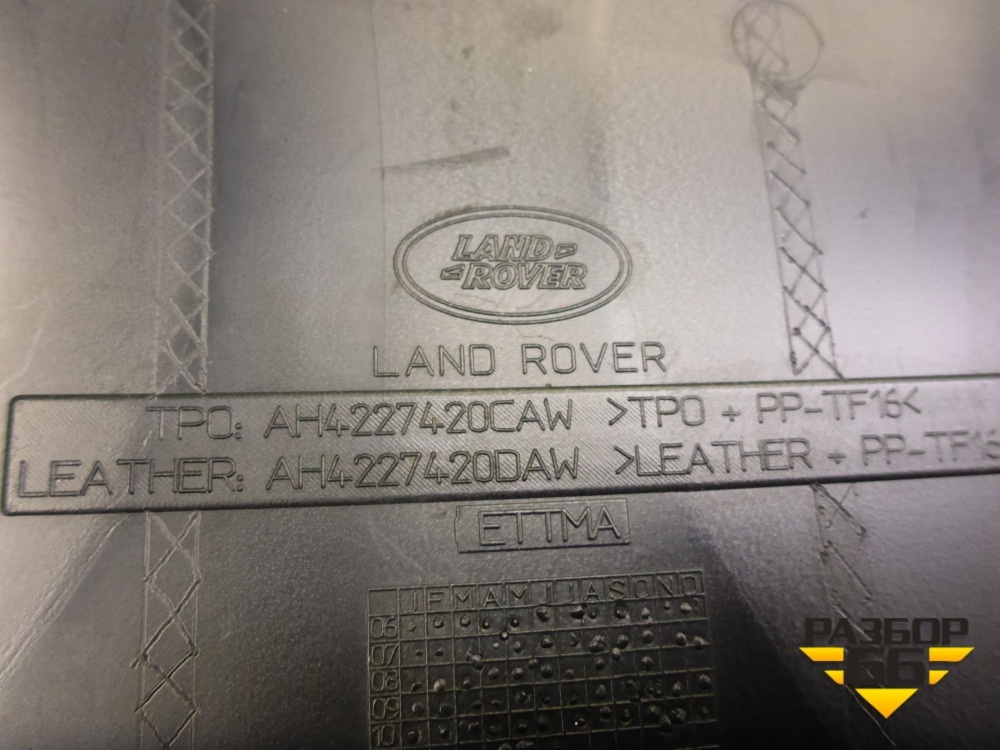 LAND
ROVER
LAND ROVER
TPO: AH4227420CAW >TPO + PP-TF16<
LEATHER: AH4227420DAW >LEATHER + PP-TF16
ETTMA
J F M A M J J A S O N D
06
07
08
09
10
РАЗБОР
66